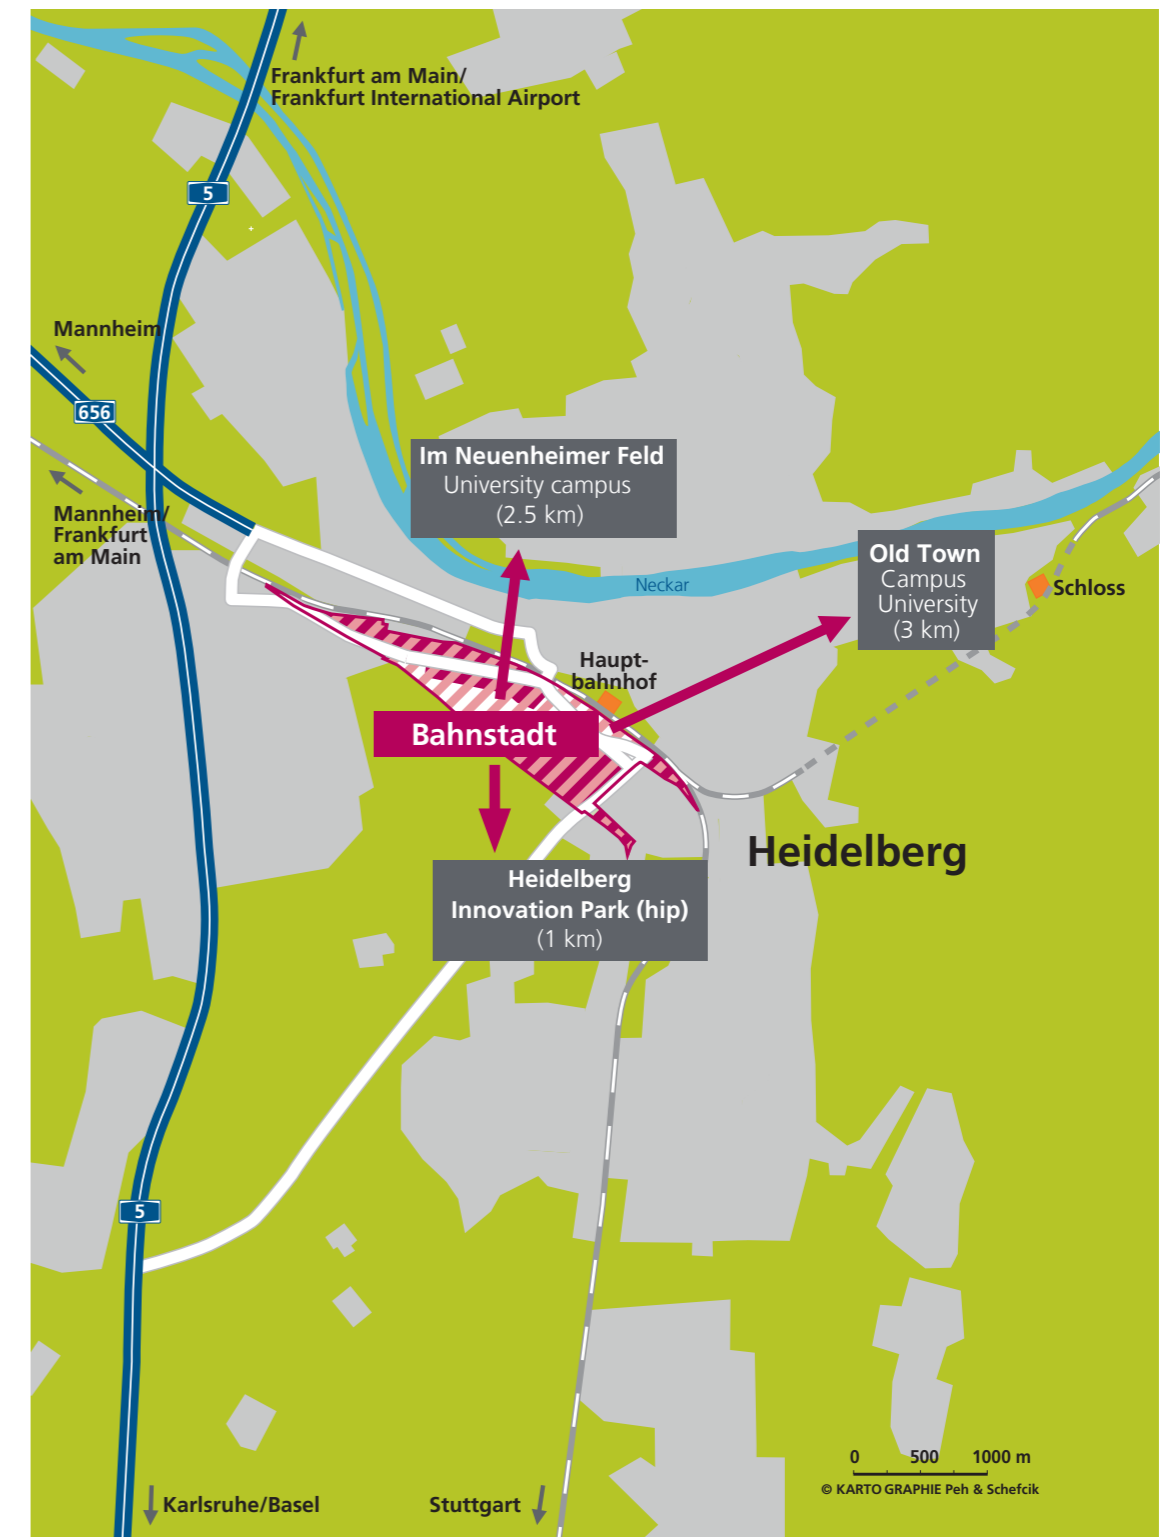 Frankfurt am Main/
Frankfurt International Airport
5
Mannheim
656
Mannheim/
Frankfurt
am Main
Im Neuenheimer Feld
University campus
(2.5 km)
Neckar
Old Town
Campus
University
(3 km)
Schloss
Haupt-
bahnhof
Bahnstadt
Heidelberg
Heidelberg
Innovation Park (hip)
(1 km)
5
0 500 1000 m
© KARTO GRAPHIE Peh & Schefcik
Karlsruhe/Basel
Stuttgart